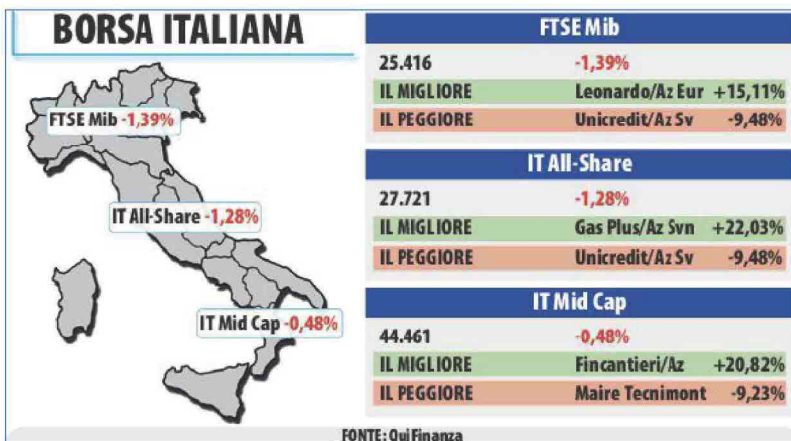 BORSA ITALIANA
FTSE Mib -1,39%
IT All-Share -1,28%
IT Mid Cap -0,48%
FTSE Mib
25.416 -1,39%
IL MIGLIORE Leonardo/Az Eur +15,11%
IL PEGGIORE Unicredit/Az Sv -9,48%
IT All-Share
27.721 -1,28%
IL MIGLIORE Gas Plus/Az Svn +22,03%
IL PEGGIORE Unicredit/Az Sv -9,48%
IT Mid Cap
44.461 -0,48%
IL MIGLIORE Fincantieri/Az +20,82%
IL PEGGIORE Maire Tecnimont -9,23%
FONTE: QuiFinanza